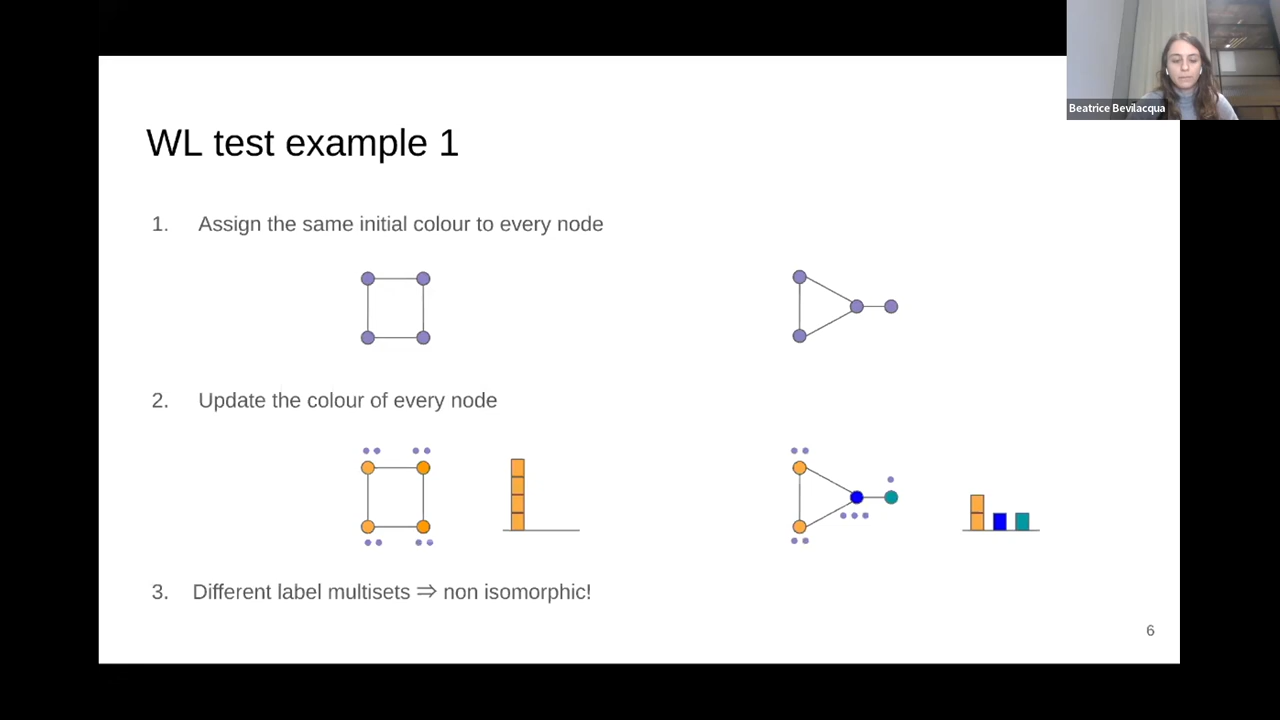 Beatrice Bevilacqua
WL test example 1
1. Assign the same initial colour to every node
2. Update the colour of every node
3. Different label multisets ⇒ non isomorphic!
6